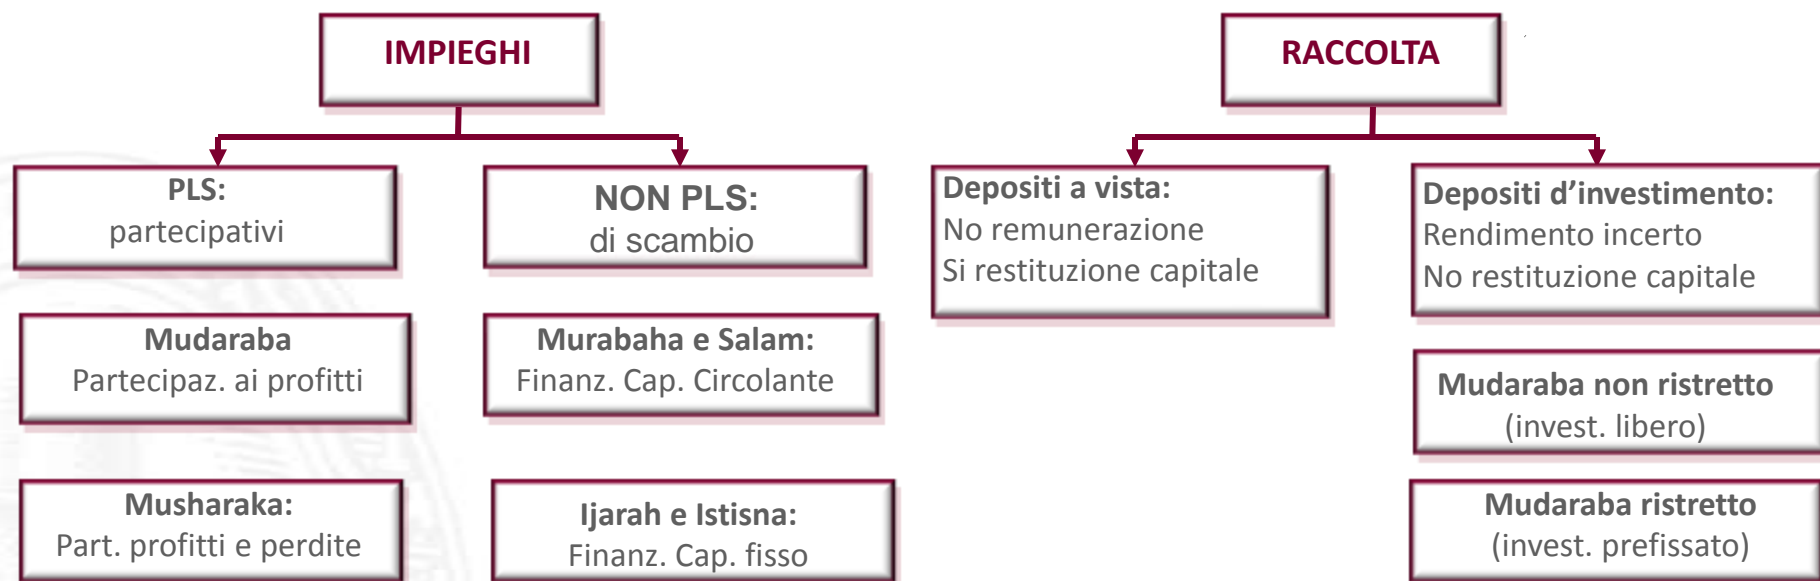 IMPIEGHI
PLS:
partecipativi
NON PLS:
di scambio
Mudaraba
Partecipaz. ai profitti
Murabaha e Salam:
Finanz. Cap. Circolante
Musharaka:
Part. profitti e perdite
Ijarah e Istisna:
Finanz. Cap. fisso
RACCOLTA
Depositi a vista:
No remunerazione
Si restituzione capitale
Depositi d’investimento:
Rendimento incerto
No restituzione capitale
Mudaraba non ristretto
(invest. libero)
Mudaraba ristretto
(invest. prefissato)